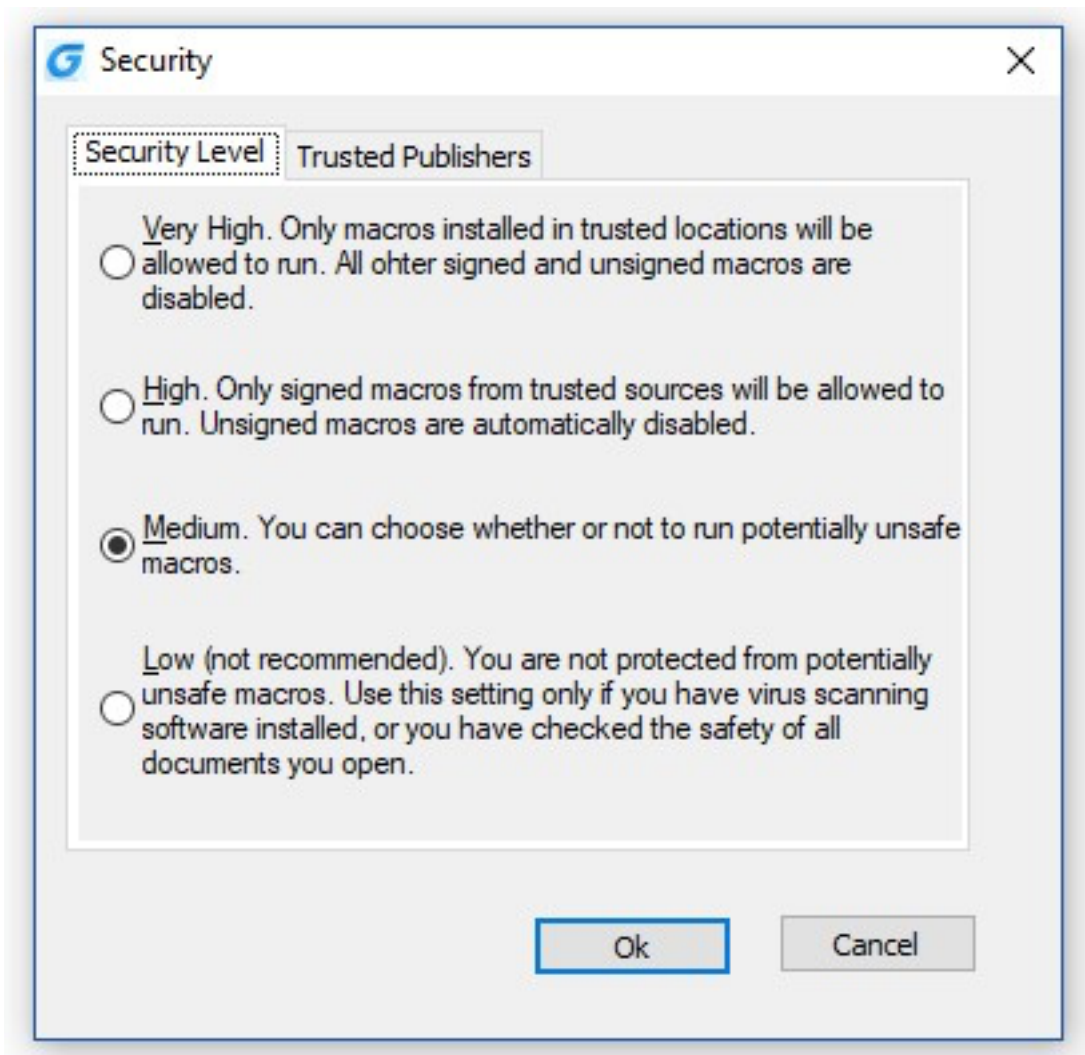 Security
Security Level
Trusted Publishers
Very High. Only macros installed in trusted locations will be
allowed to run. All ohter signed and unsigned macros are
disabled.
High. Only signed macros from trusted sources will be allowed to
run. Unsigned macros are automatically disabled.
Medium. You can choose whether or not to run potentially unsafe
macros.
Low (not recommended). You are not protected from potentially
unsafe macros. Use this setting only if you have virus scanning
software installed, or you have checked the safety of all
documents you open.
Ok
Cancel